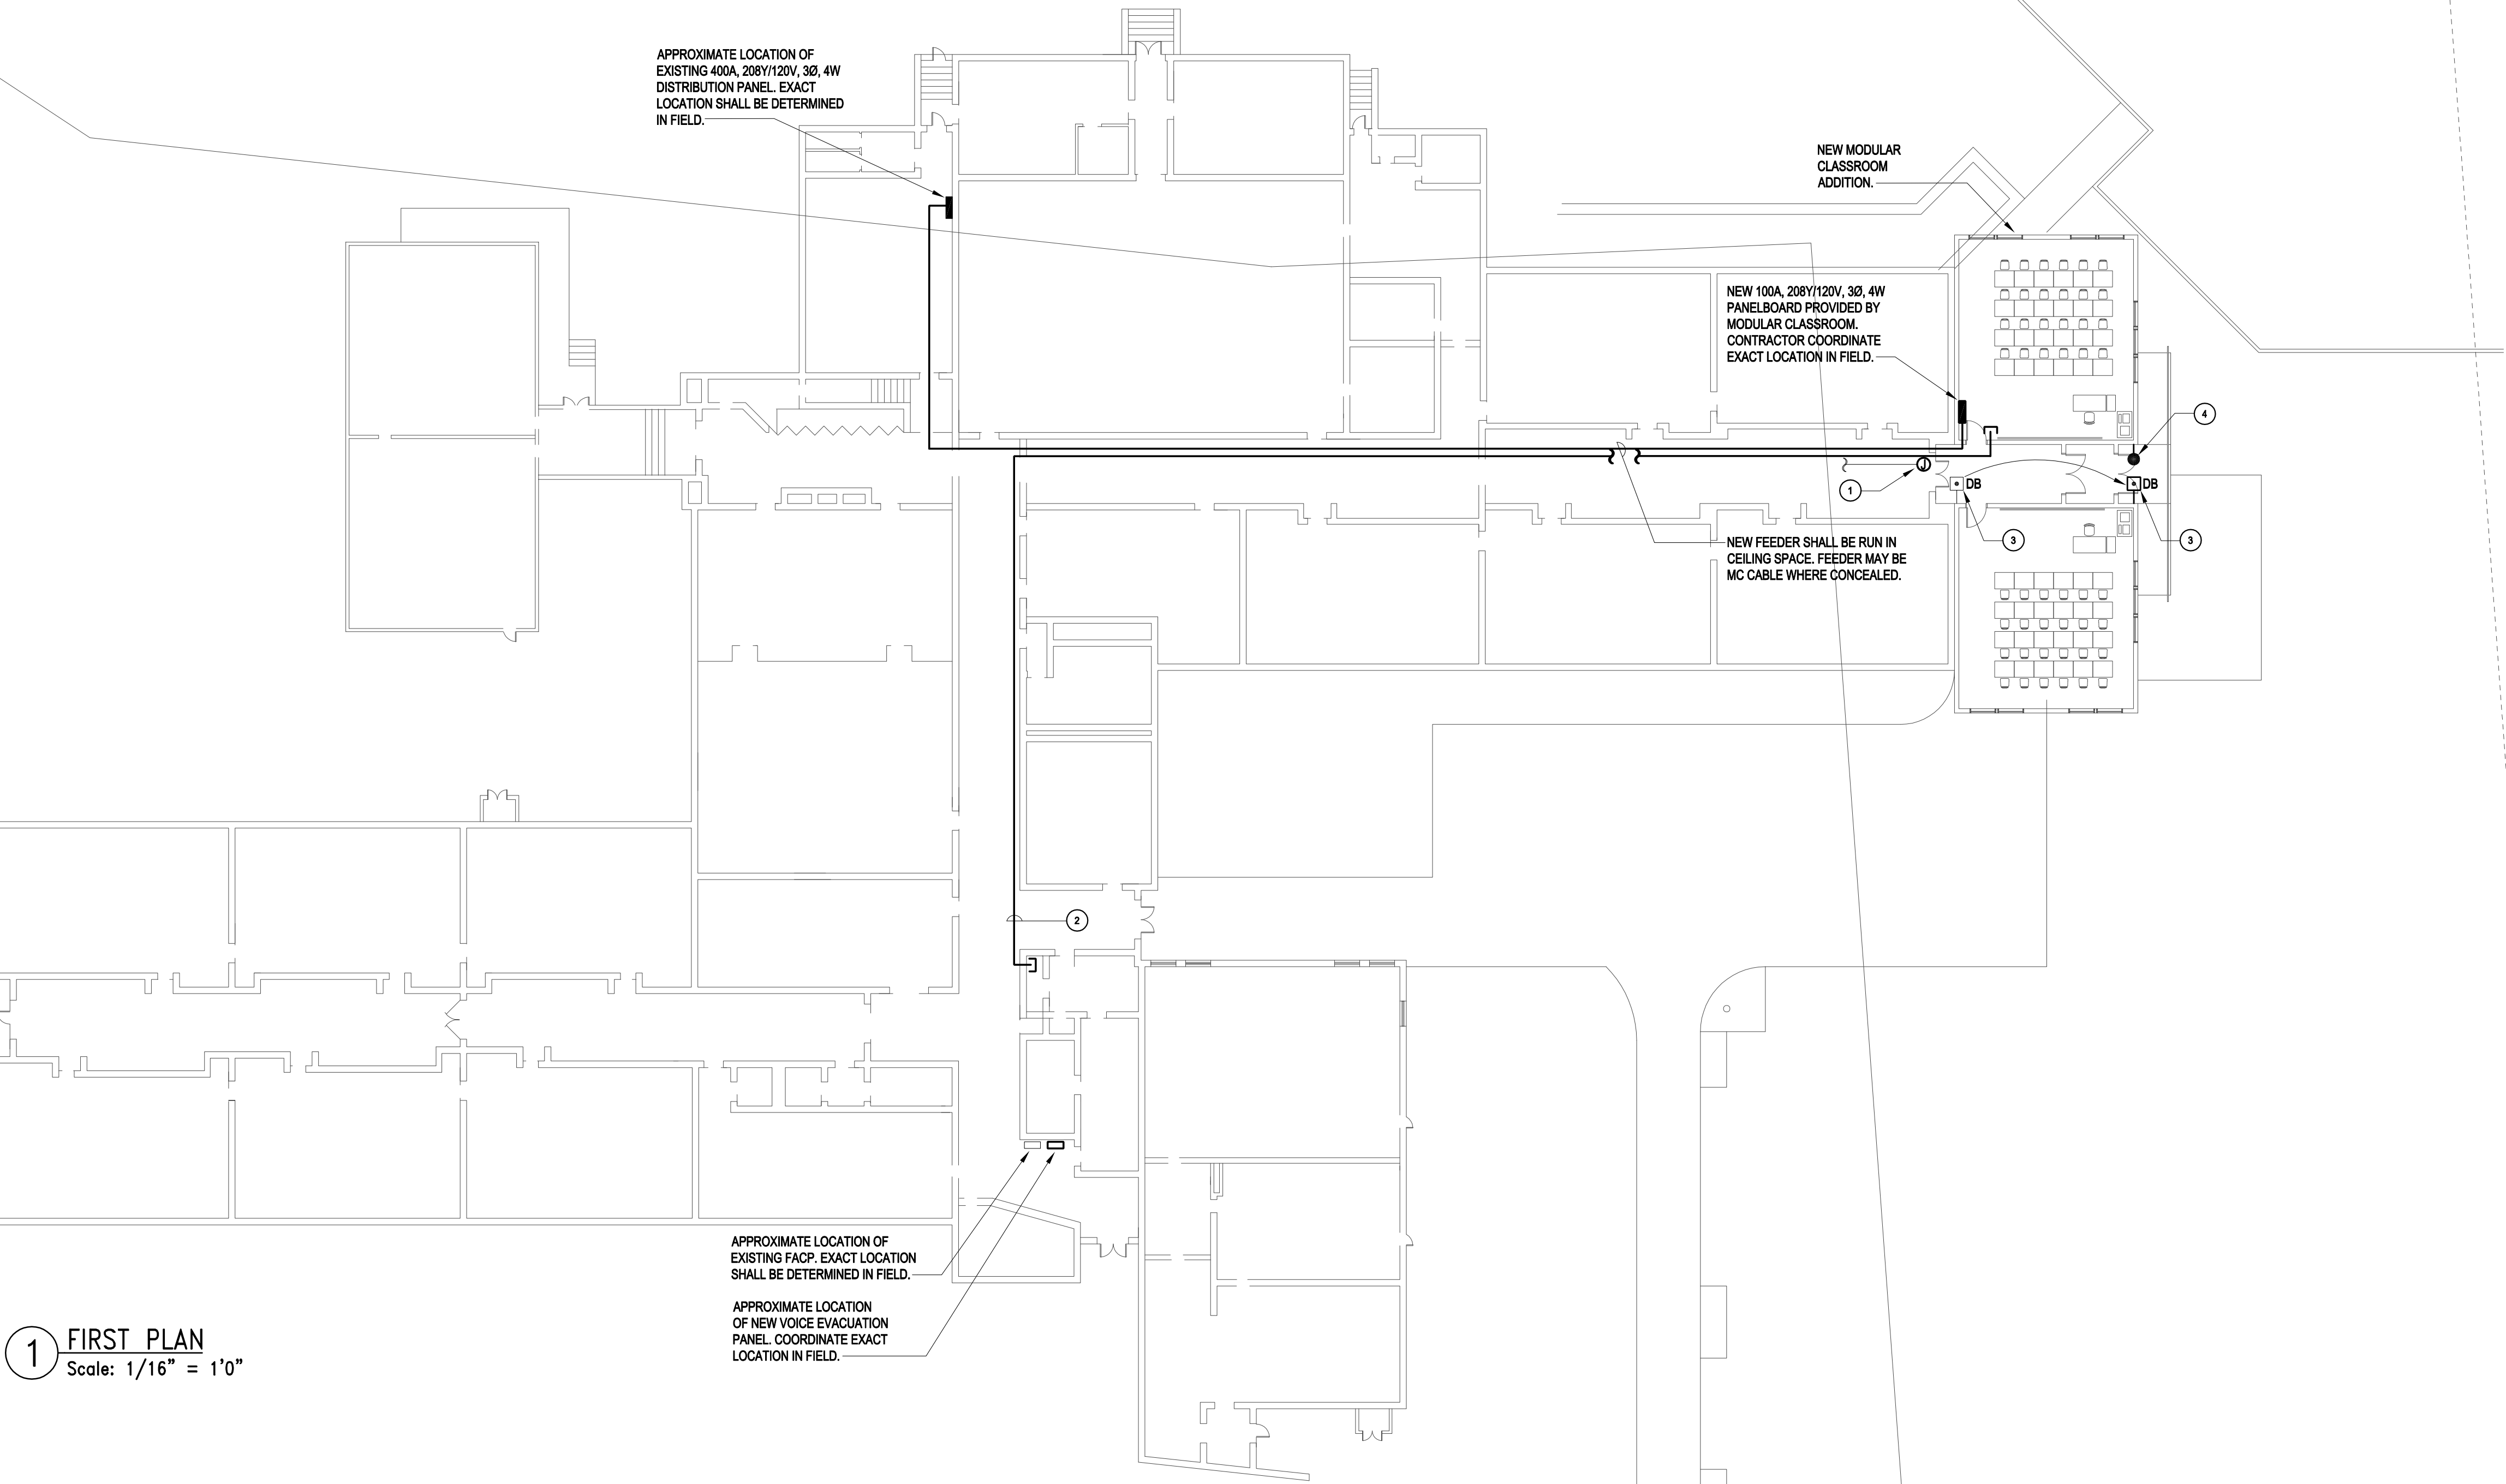 APPROXIMATE LOCATION OF
EXISTING 400A, 208Y/120V, 3Ø, 4W
DISTRIBUTION PANEL. EXACT
LOCATION SHALL BE DETERMINED
IN FIELD.
NEW MODULAR
CLASSROOM
ADDITION.
NEW 100A, 208Y/120V, 3Ø, 4W
PANELBOARD PROVIDED BY
MODULAR CLASSROOM.
CONTRACTOR COORDINATE
EXACT LOCATION IN FIELD.
4
J
1
DB
DB
3
3
NEW FEEDER SHALL BE RUN IN
CEILING SPACE. FEEDER MAY BE
MC CABLE WHERE CONCEALED.
2
APPROXIMATE LOCATION OF
EXISTING FACP. EXACT LOCATION
SHALL BE DETERMINED IN FIELD.
APPROXIMATE LOCATION
OF NEW VOICE EVACUATION
PANEL. COORDINATE EXACT
LOCATION IN FIELD.
1
FIRST PLAN
Scale: 1/16" = 1'0"